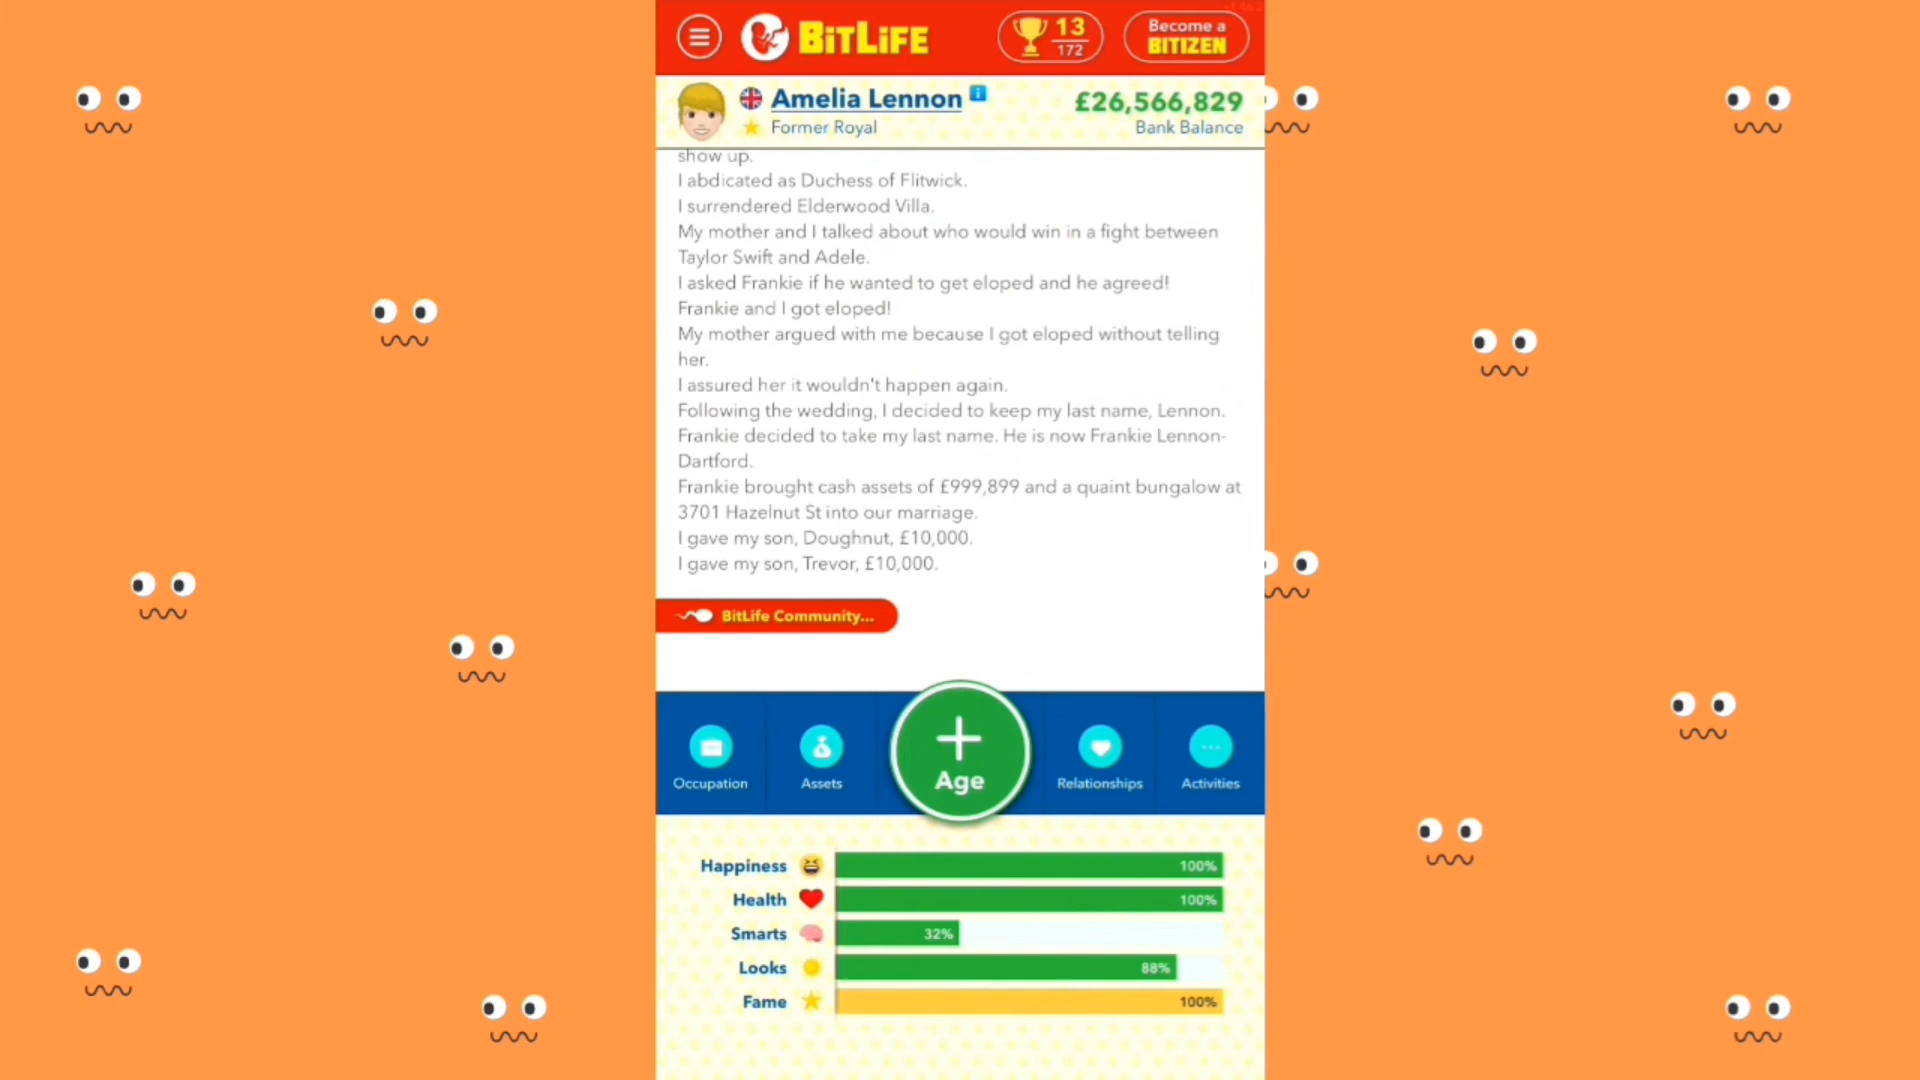 BITLIFE
13
172
Become a
BITIZEN
Amelia Lennon
£26,566,829
Former Royal
Bank Balance
show up.
I abdicated as Duchess of Flitwick.
I surrendered Elderwood Villa.
My mother and I talked about who would win in a fight between
Taylor Swift and Adele.
I asked Frankie if he wanted to get eloped and he agreed!
Frankie and I got eloped!
My mother argued with me because I got eloped without telling
her.
I assured her it wouldn't happen again.
Following the wedding, I decided to keep my last name, Lennon.
Frankie decided to take my last name. He is now Frankie Lennon-
Dartford.
Frankie brought cash assets of £999,899 and a quaint bungalow at
3701 Hazelnut St into our marriage.
I gave my son, Doughnut, £10,000.
I gave my son, Trevor, £10,000.
BitLife Community...
Occupation
Assets
Age
Relationships
Activities
Happiness
100%
Health
100%
Smarts
32%
Looks
88%
Fame
100%